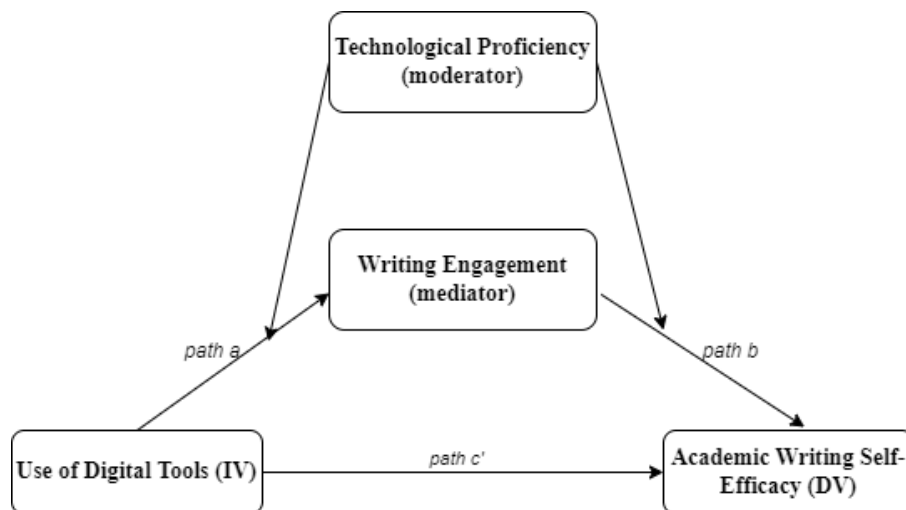 Technological Proficiency
(moderator)
Writing Engagement
(mediator)
path a
path b
Use of Digital Tools (IV)
path c'
Academic Writing Self-
Efficacy (DV)